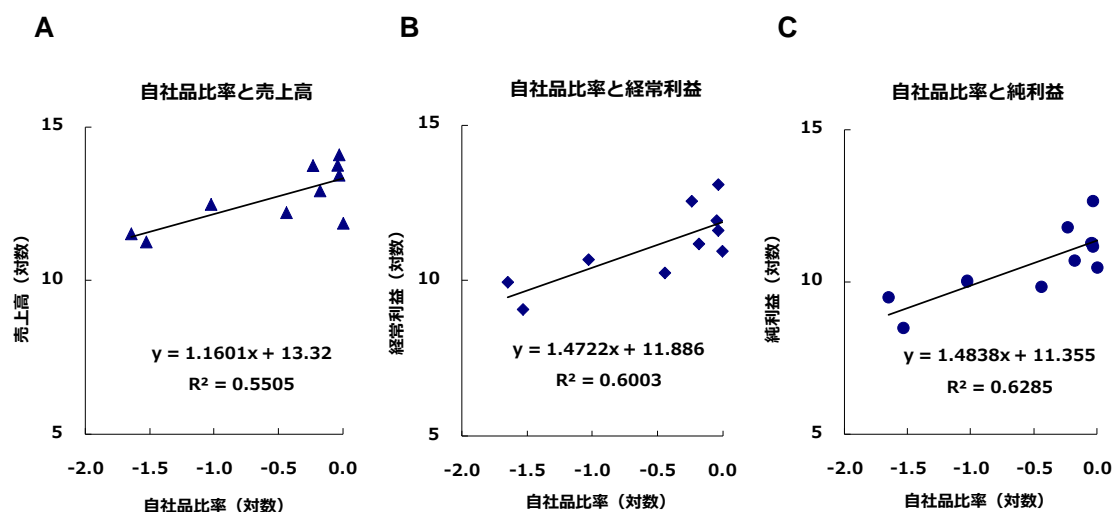 A
自社品比率と売上高
15
10
5
売上高（対数）
y = 1.1601x + 13.32
R² = 0.5505
-2.0 -1.5 -1.0 -0.5 0.0
自社品比率（対数）
B
自社品比率と経常利益
15
10
5
経常利益（対数）
y = 1.4722x + 11.886
R² = 0.6003
-2.0 -1.5 -1.0 -0.5 0.0
自社品比率（対数）
C
自社品比率と純利益
15
10
5
純利益（対数）
y = 1.4838x + 11.355
R² = 0.6285
-2.0 -1.5 -1.0 -0.5 0.0
自社品比率（対数）